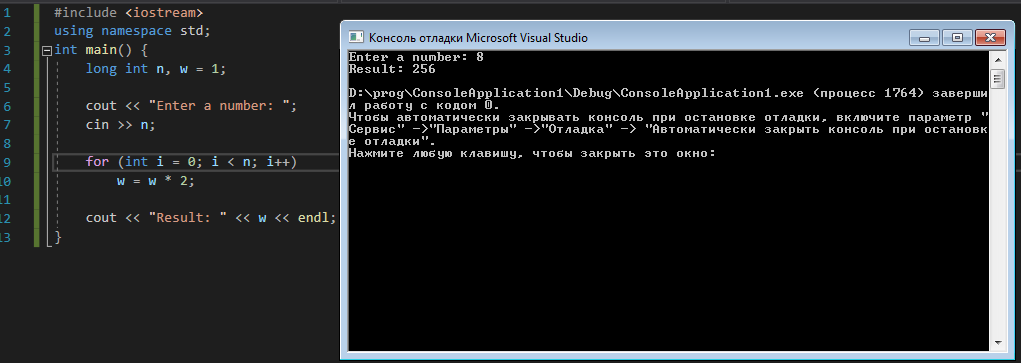 1 #include <iostream>
2 using namespace std;
3 int main() {
4 long int n, w = 1;
5
6 cout << "Enter a number: ";
7 cin >> n;
8
9 for (int i = 0; i < n; i++)
10 w = w * 2;
11
12 cout << "Result: " << w << endl;
13 }
Консоль отладки Microsoft Visual Studio
Enter a number: 8
Result: 256
D:\prog\ConsoleApplication1\Debug\ConsoleApplication1.exe (процесс 1764) заверши
л работу с кодом 0.
Чтобы автоматически закрывать консоль при остановке отладки, включите параметр "
Сервис" ->"Параметры" ->"Отладка" -> "Автоматически закрыть консоль при остановк
е отладки".
Нажмите любую клавишу, чтобы закрыть это окно: